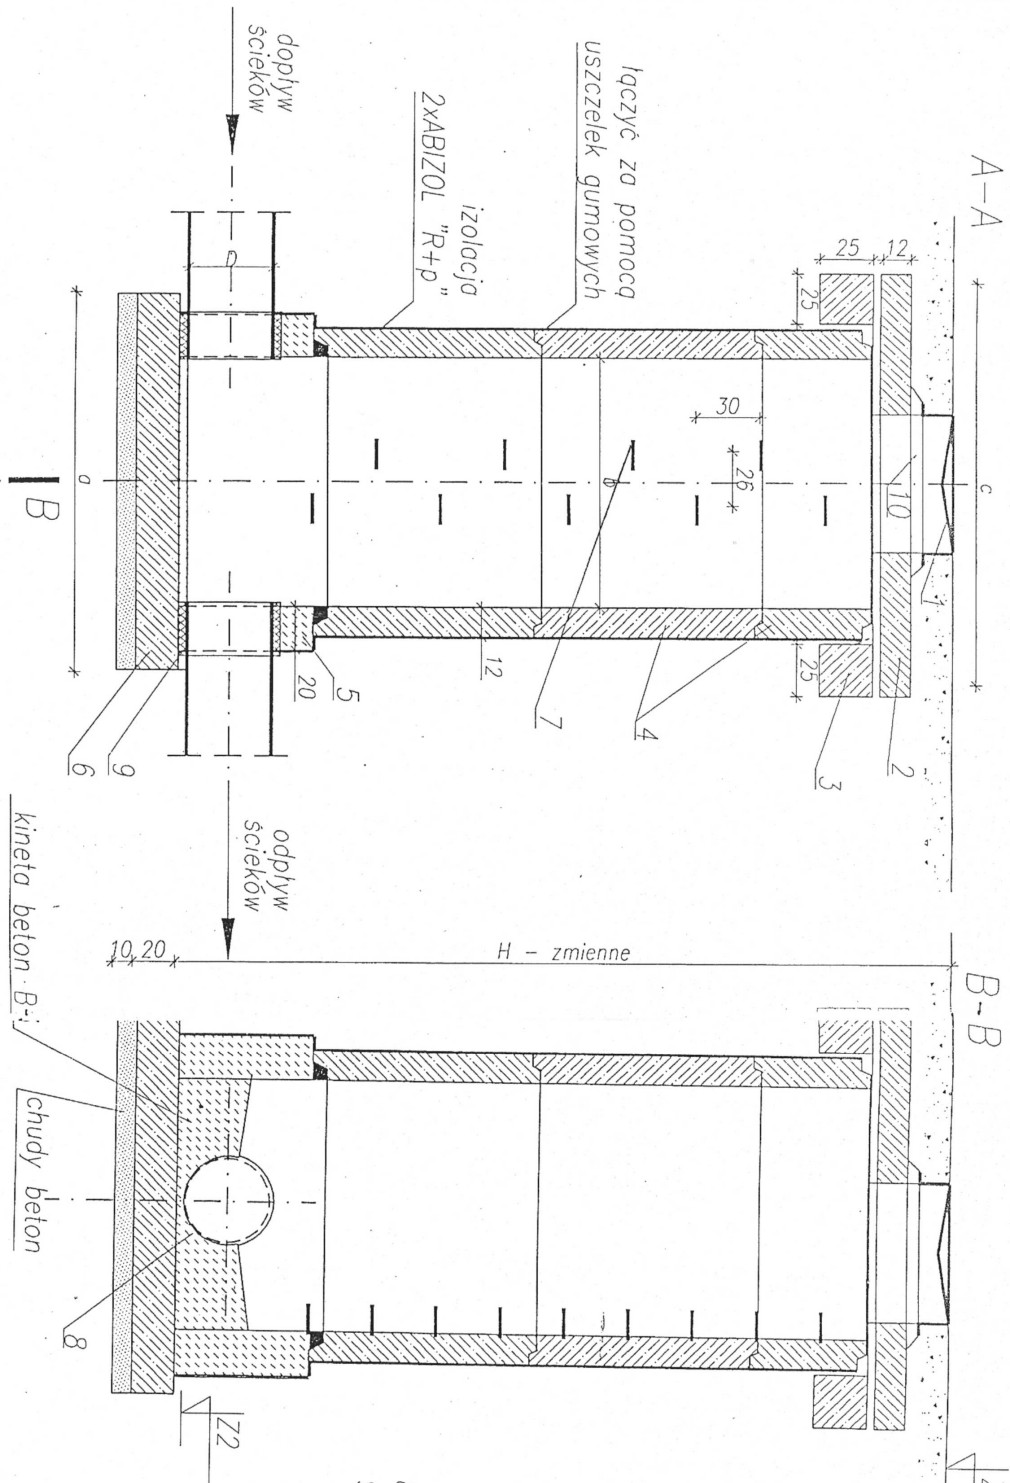 A-A
c
12
25
25
25
10
1
2
3
4
7
30
26
łączyć za pomocą
uszczelek gumowych
izolacja
2xABIZOL "R+p"
12
20
5
dopływ
ścieków
D
a
B
9
6
odpływ
ścieków
B-B
H - zmienne
20
10
kineta beton
chudy beton
8
Z2